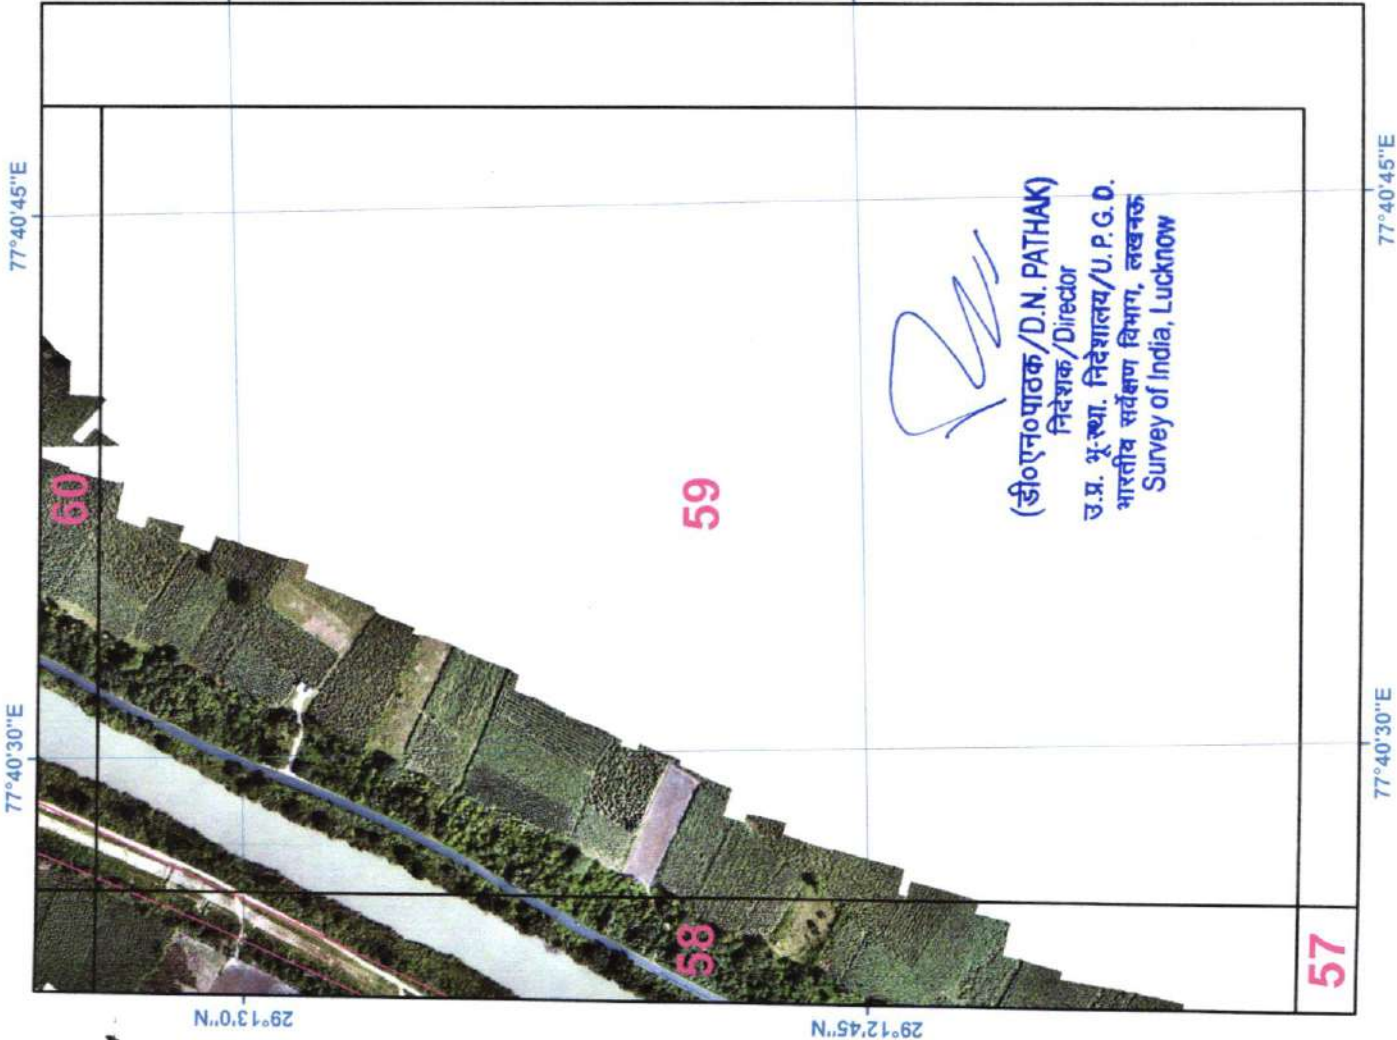 77°40'30"E
77°40'45"E
60
59
58
57
29°13'0"N
29°12'45"N
(डी०एन०पाठक/D.N. PATHAK)
निदेशक/Director
उ.प्र. भू-स्था. निदेशालय/U.P.G.D.
भारतीय सर्वेक्षण विभाग, लखनऊ
Survey of India, Lucknow
77°40'30"E
77°40'45"E